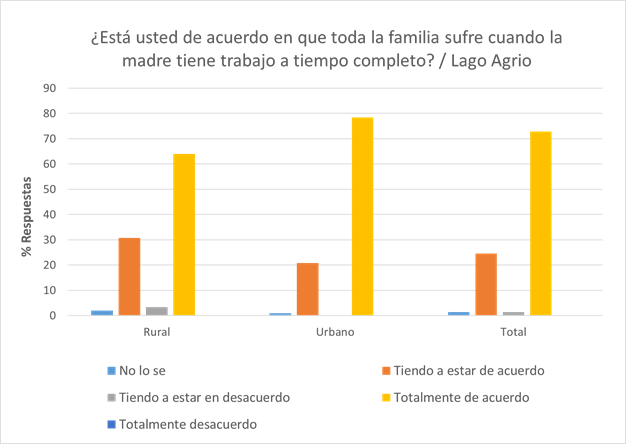 ¿Está usted de acuerdo en que toda la familia sufre cuando la
madre tiene trabajo a tiempo completo? / Lago Agrio
90
80
70
60
50
40
30
20
10
0
% Respuestas
Rural
Urbano
Total
No lo se
Tiendo a estar de acuerdo
Tiendo a estar en desacuerdo
Totalmente de acuerdo
Totalmente desacuerdo